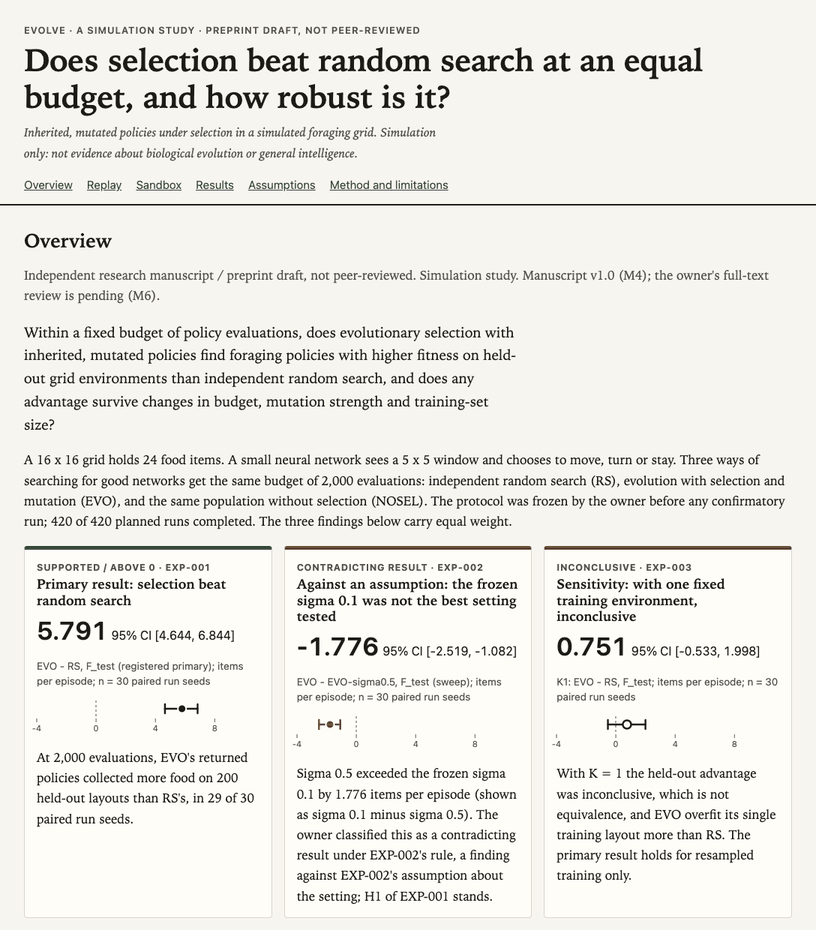 EVOLVE · A SIMULATION STUDY · PREPRINT DRAFT, NOT PEER-REVIEWED
Does selection beat random search at an equal
budget, and how robust is it?
Inherited, mutated policies under selection in a simulated foraging grid. Simulation
only: not evidence about biological evolution or general intelligence.
Overview Replay Sandbox Results Assumptions Method and limitations
Overview
Independent research manuscript / preprint draft, not peer-reviewed. Simulation study. Manuscript v1.0 (M4); the owner's full-text
review is pending (M6).
Within a fixed budget of policy evaluations, does evolutionary selection with
inherited, mutated policies find foraging policies with higher fitness on held-
out grid environments than independent random search, and does any
advantage survive changes in budget, mutation strength and training-set
size?
A 16 x 16 grid holds 24 food items. A small neural network sees a 5 x 5 window and chooses to move, turn or stay. Three ways of
searching for good networks get the same budget of 2,000 evaluations: independent random search (RS), evolution with selection and
mutation (EVO), and the same population without selection (NOSEL). The protocol was frozen by the owner before any confirmatory
run; 420 of 420 planned runs completed. The three findings below carry equal weight.
SUPPORTED / ABOVE 0 · EXP-001
Primary result: selection beat
random search
5.791 95% CI [4.644, 6.844]
EVO - RS, F_test (registered primary); items
per episode; n = 30 paired run seeds
-4 0 4 8
At 2,000 evaluations, EVO's returned
policies collected more food on 200
held-out layouts than RS's, in 29 of 30
paired run seeds.
CONTRADICTING RESULT · EXP-002
Against an assumption: the frozen
sigma 0.1 was not the best setting
tested
-1.776 95% CI [-2.519, -1.082]
EVO - EVO-sigma0.5, F_test (sweep); items
per episode; n = 30 paired run seeds
-4 0 4 8
Sigma 0.5 exceeded the frozen sigma
0.1 by 1.776 items per episode (shown
as sigma 0.1 minus sigma 0.5). The
owner classified this as a contradicting
result under EXP-002's rule, a finding
against EXP-002's assumption about
the setting; H1 of EXP-001 stands.
INCONCLUSIVE · EXP-003
Sensitivity: with one fixed
training environment,
inconclusive
0.751 95% CI [-0.533, 1.998]
K1: EVO - RS, F_test; items per episode; n = 30
paired run seeds
-4 0 4 8
With K = 1 the held-out advantage
was inconclusive, which is not
equivalence, and EVO overfit its single
training layout more than RS. The
primary result holds for resampled
training only.